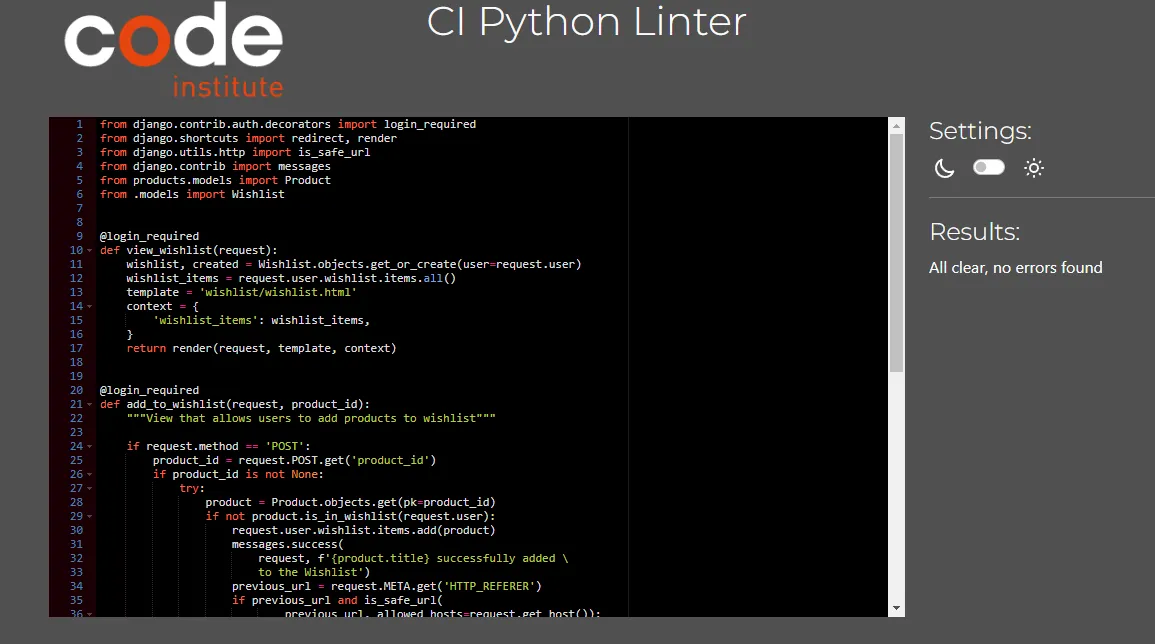 code
institute
CI Python Linter
1 from django.contrib.auth.decorators import login_required
2 from django.shortcuts import redirect, render
3 from django.utils.http import is_safe_url
4 from django.contrib import messages
5 from products.models import Product
6 from .models import Wishlist
7
8
9 @login_required
10 def view_wishlist(request):
11     wishlist, created = Wishlist.objects.get_or_create(user=request.user)
12     wishlist_items = request.user.wishlist.items.all()
13     template = 'wishlist/wishlist.html'
14     context = {
15         'wishlist_items': wishlist_items,
16     }
17     return render(request, template, context)
18
19
20 @login_required
21 def add_to_wishlist(request, product_id):
22     """View that allows users to add products to wishlist"""
23
24     if request.method == 'POST':
25         product_id = request.POST.get('product_id')
26         if product_id is not None:
27             try:
28                 product = Product.objects.get(pk=product_id)
29                 if not product.is_in_wishlist(request.user):
30                     request.user.wishlist.items.add(product)
31                     messages.success(
32                         request, f'{product.title} successfully added \
33                         to the Wishlist')
34                     previous_url = request.META.get('HTTP_REFERER')
35                     if previous_url and is_safe_url(
36                             previous_url, allowed_hosts=request.get_host()):
Settings:
Results:
All clear, no errors found